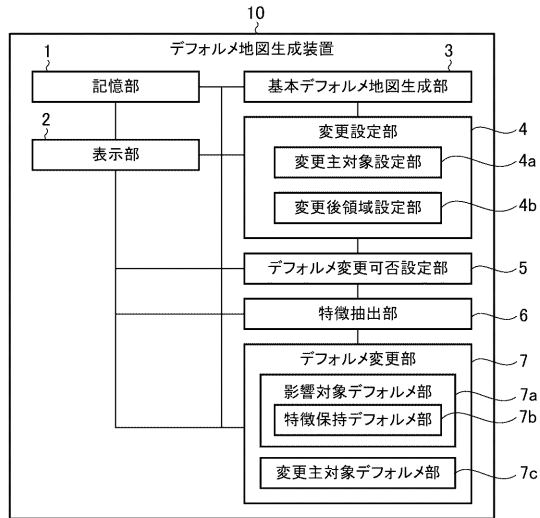 10
デフォルメ地図生成装置
1
記憶部
3
基本デフォルメ地図生成部
2
表示部
変更設定部
4
変更主対象設定部
4a
変更後領域設定部
4b
デフォルメ変更可否設定部
5
特徴抽出部
6
デフォルメ変更部
7
影響対象デフォルメ部
7a
特徴保持デフォルメ部
7b
変更主対象デフォルメ部
7c